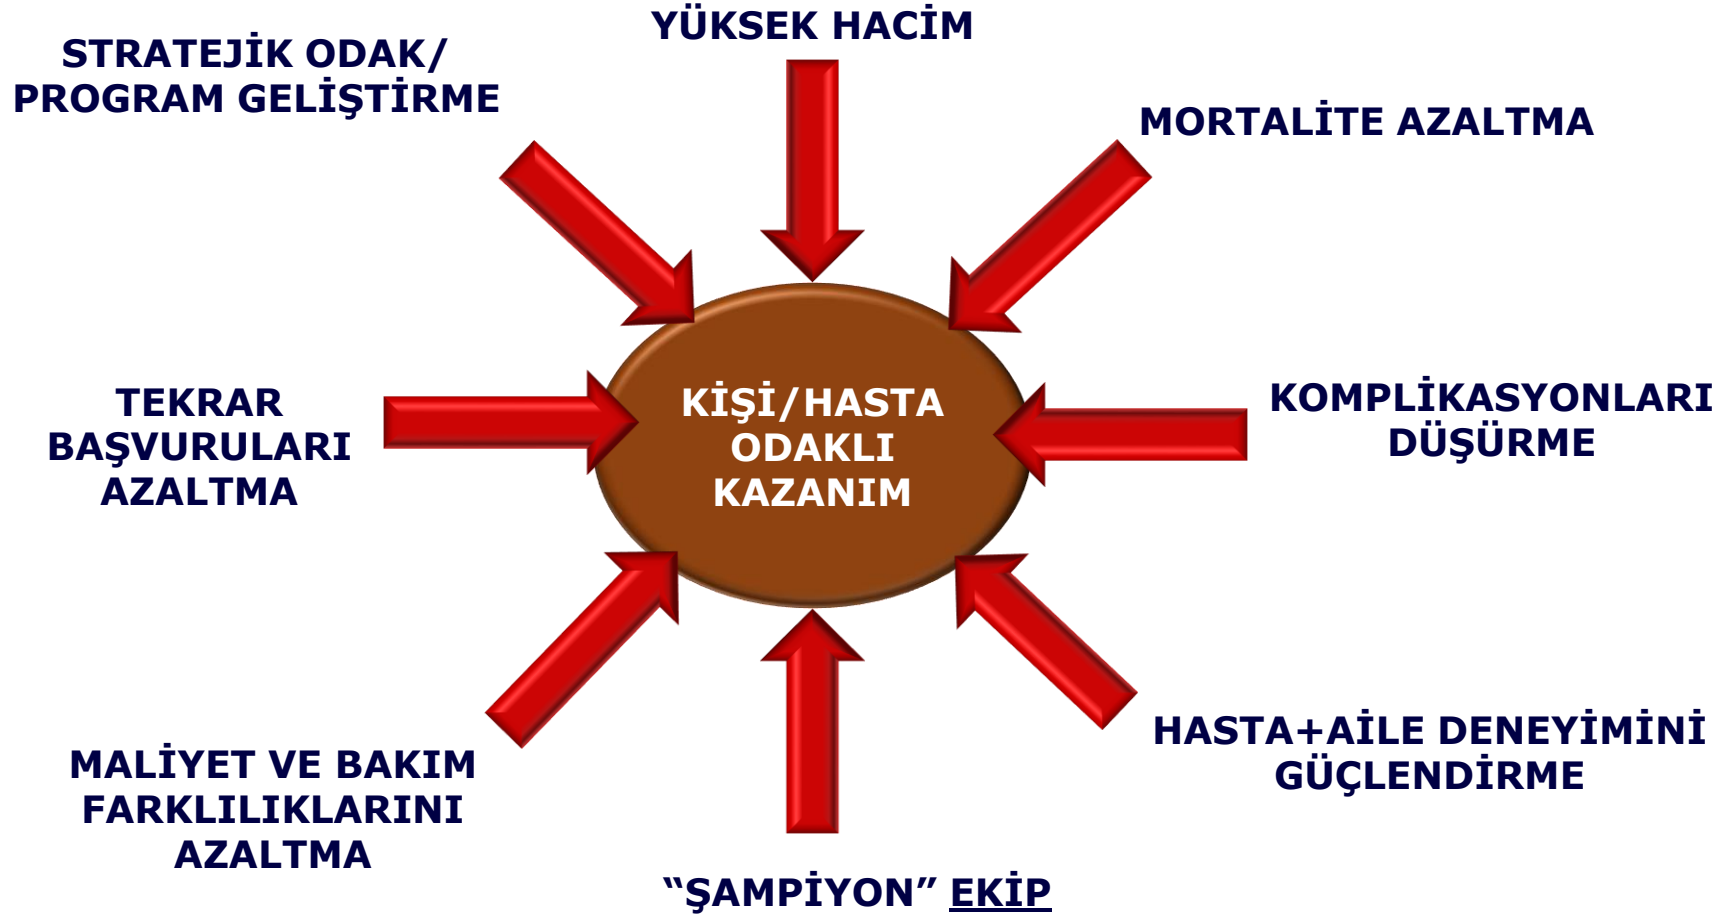 YÜKSEK HACİM
STRATEJİK ODAK/
PROGRAM GELİŞTİRME
MORTALİTE AZALTMA
TEKRAR
BAŞVURULARI
AZALTMA
KİŞİ/HASTA
ODAKLI
KAZANIM
KOMPLİKASYONLARI
DÜŞÜRME
MALİYET VE BAKIM
FARKLILIKLARINI
AZALTMA
HASTA+AİLE DENEYİMİNİ
GÜÇLENDİRME
“ŞAMPİYON” EKİP